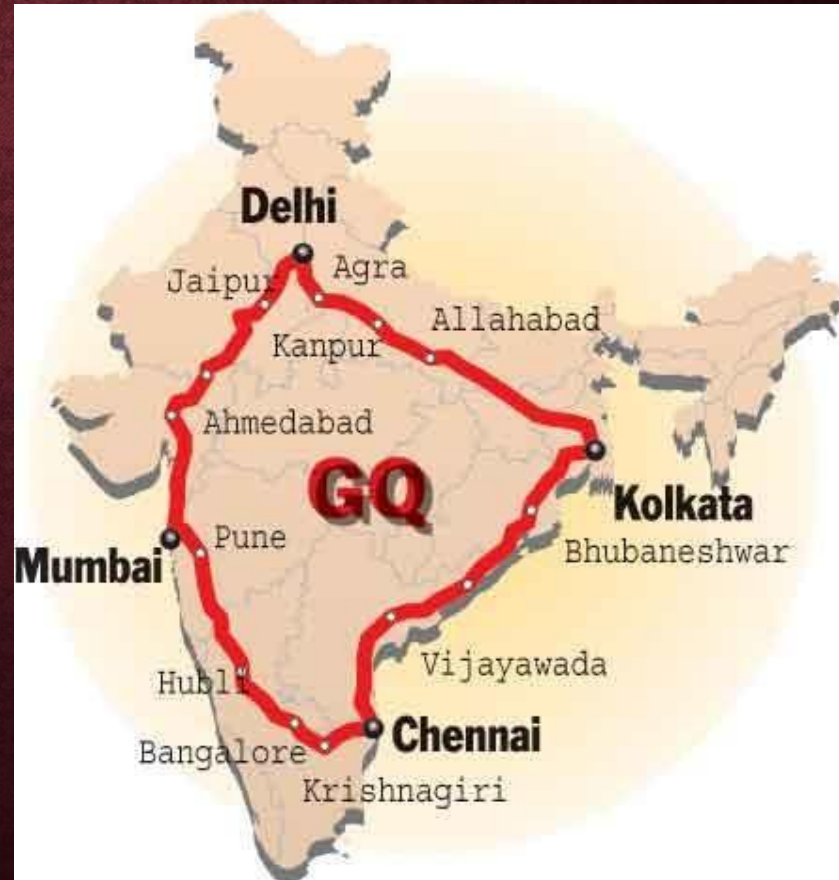 Delhi
Jaipur
Agra
Allahabad
Kanpur
Ahmedabad
GQ
Kolkata
Bhubaneshwar
Pune
Mumbai
Vijayawada
Hubli
Chennai
Bangalore
Krishnagiri